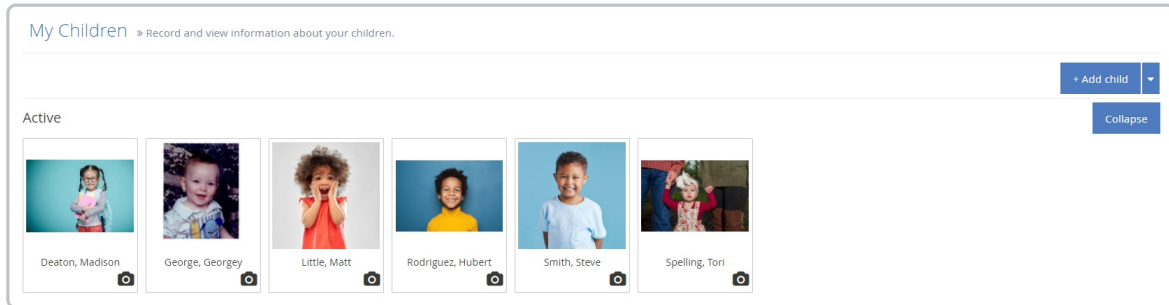 My Children » Record and view information about your children.
+ Add child
Active
Collapse
Deaton, Madison
George, Georgey
Little, Matt
Rodriguez, Hubert
Smith, Steve
Spelling, Tori